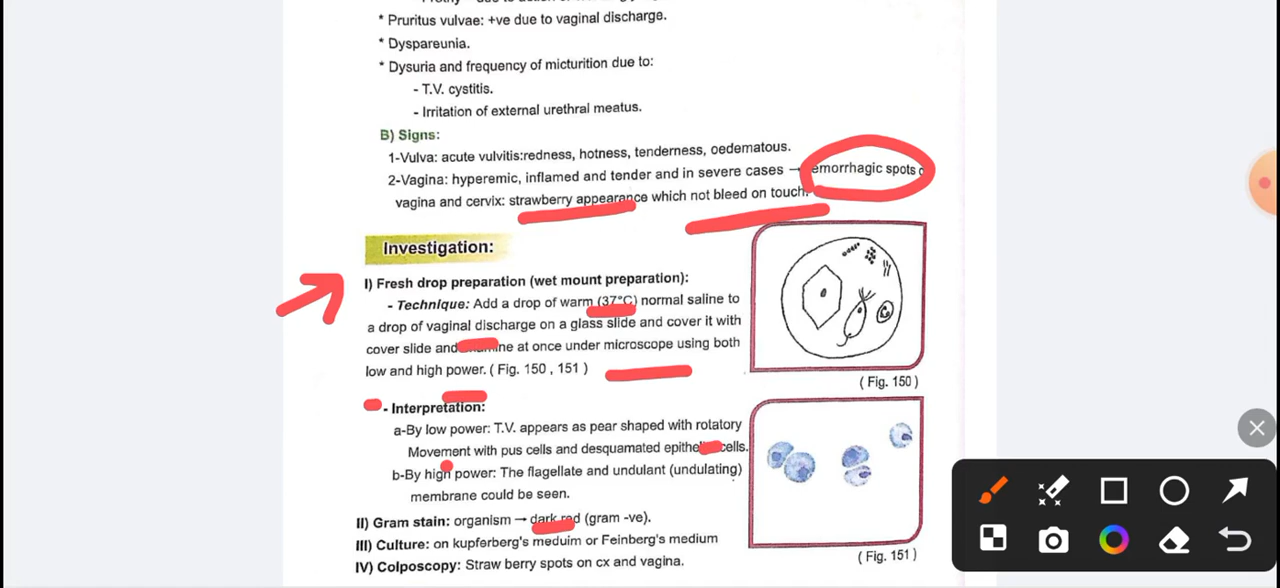 * Pruritus vulvae: +ve due to vaginal discharge.
* Dyspareunia.
* Dysuria and frequency of micturition due to:
- T.V. cystitis.
- Irritation of external urethral meatus.
B) Signs:
1-Vulva: acute vulvitis:redness, hotness, tenderness, oedematous.
2-Vagina: hyperemic, inflamed and tender and in severe cases → emorrhagic spots
vagina and cervix: strawberry appearance which not bleed on touch.
Investigation:
I) Fresh drop preparation (wet mount preparation):
- Technique: Add a drop of warm (37°C) normal saline to
a drop of vaginal discharge on a glass slide and cover it with
cover slide and ne at once under microscope using both
low and high power. ( Fig. 150 , 151 )
( Fig. 150 )
- Interpretation:
a-By low power: T.V. appears as pear shaped with rotatory
Movement with pus cells and desquamated epithe cells.
b-By high power: The flagellate and undulant (undulating)
membrane could be seen.
II) Gram stain: organism → dark red (gram -ve).
III) Culture: on kupferberg's meduim or Feinberg's medium
IV) Colposcopy: Straw berry spots on cx and vagina.
( Fig. 151 )